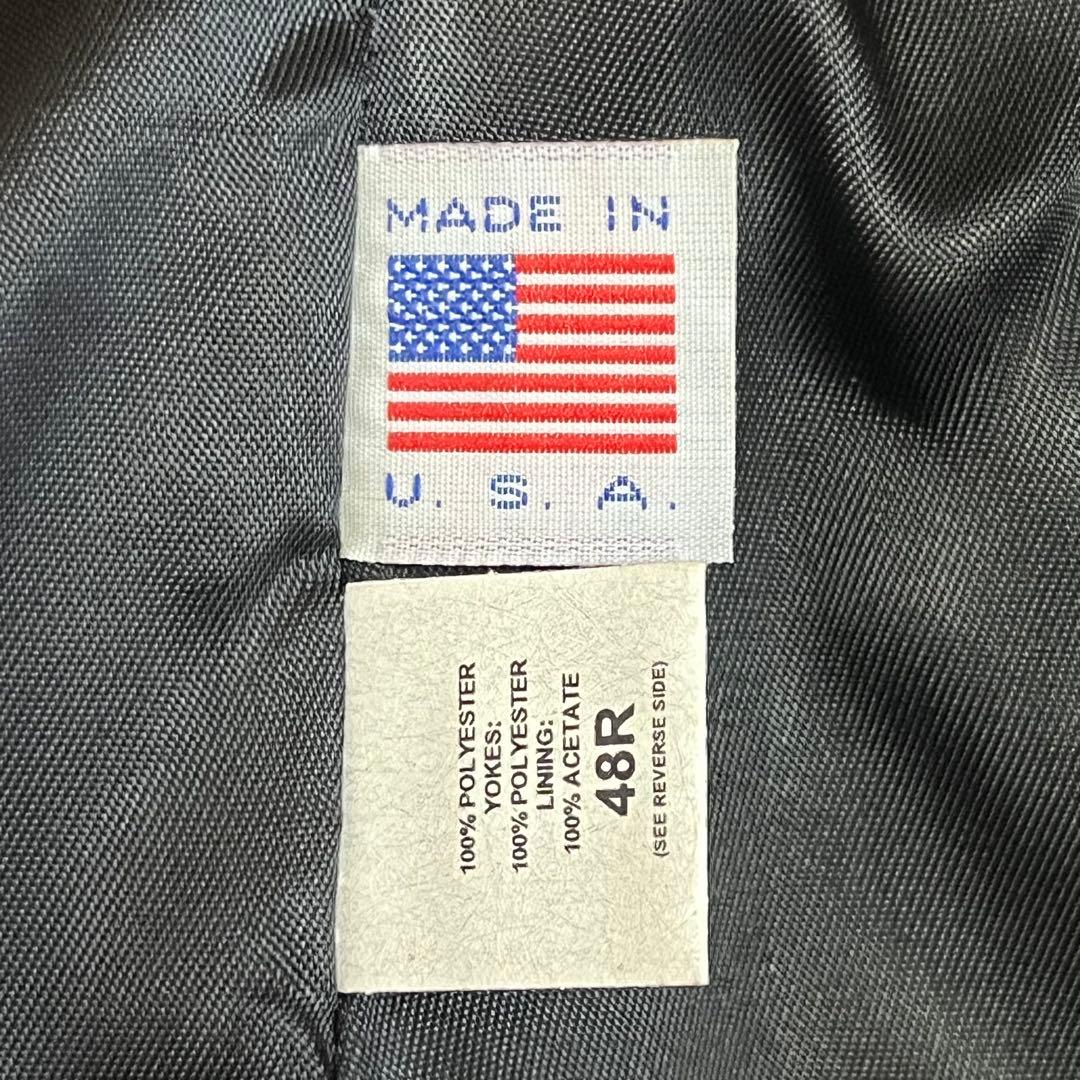 MADE IN
U. S. A.
100% POLYESTER
YOKES:
100% POLYESTER
LINING:
100% ACETATE
48R
(SEE REVERSE SIDE)